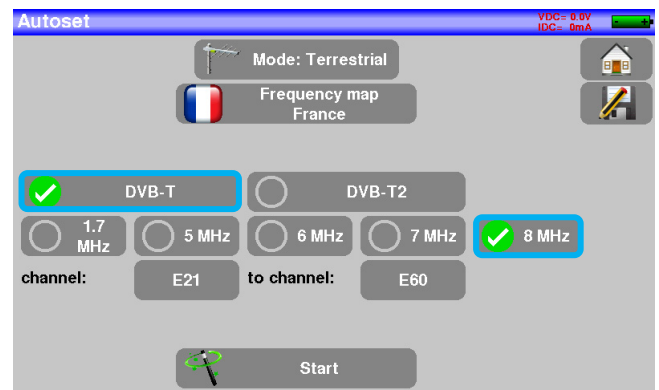 Autoset
VDC= 0.0V
IDC= 0mA
Mode: Terrestrial
Frequency map
France
DVB-T
DVB-T2
1.7
MHz
5 MHz
6 MHz
7 MHz
8 MHz
channel:
E21
to channel:
E60
Start